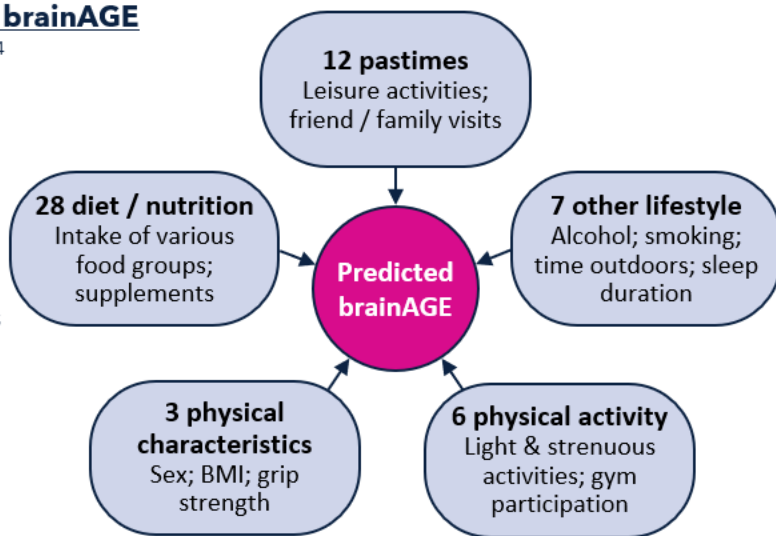 brainAGE
4
12 pastimes
Leisure activities;
friend / family visits
28 diet / nutrition
Intake of various
food groups;
supplements
7 other lifestyle
Alcohol; smoking;
time outdoors; sleep
duration
Predicted
brainAGE
3 physical
characteristics
Sex; BMI; grip
strength
6 physical activity
Light & strenuous
activities; gym
participation